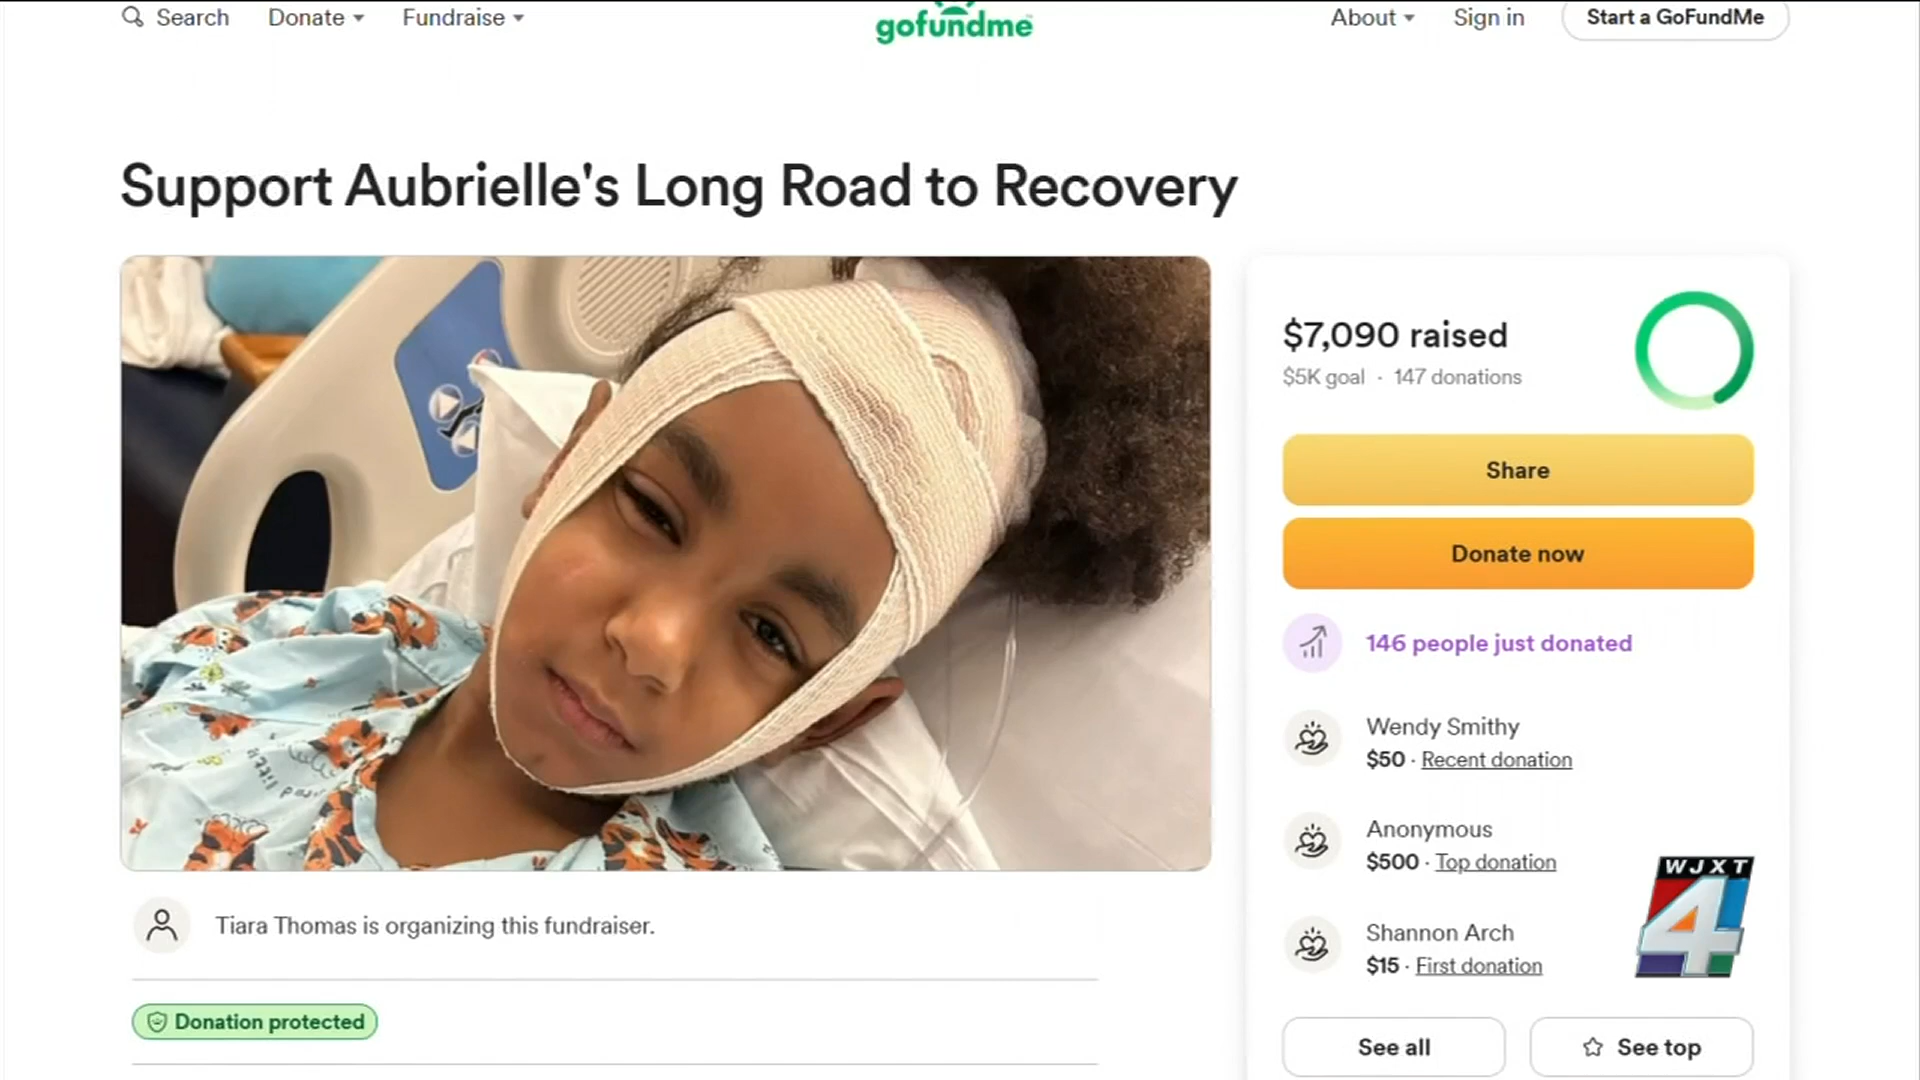 Search
Donate
Fundraise
gofundme
About
Sign in
Start a GoFundMe
Support Aubrielle's Long Road to Recovery
$7,090 raised
$5K goal · 147 donations
Share
Donate now
146 people just donated
Wendy Smithy
$50 · Recent donation
Anonymous
$500 · Top donation
Shannon Arch
$15 · First donation
WJXT
4
See all
See top
Tiara Thomas is organizing this fundraiser.
Donation protected